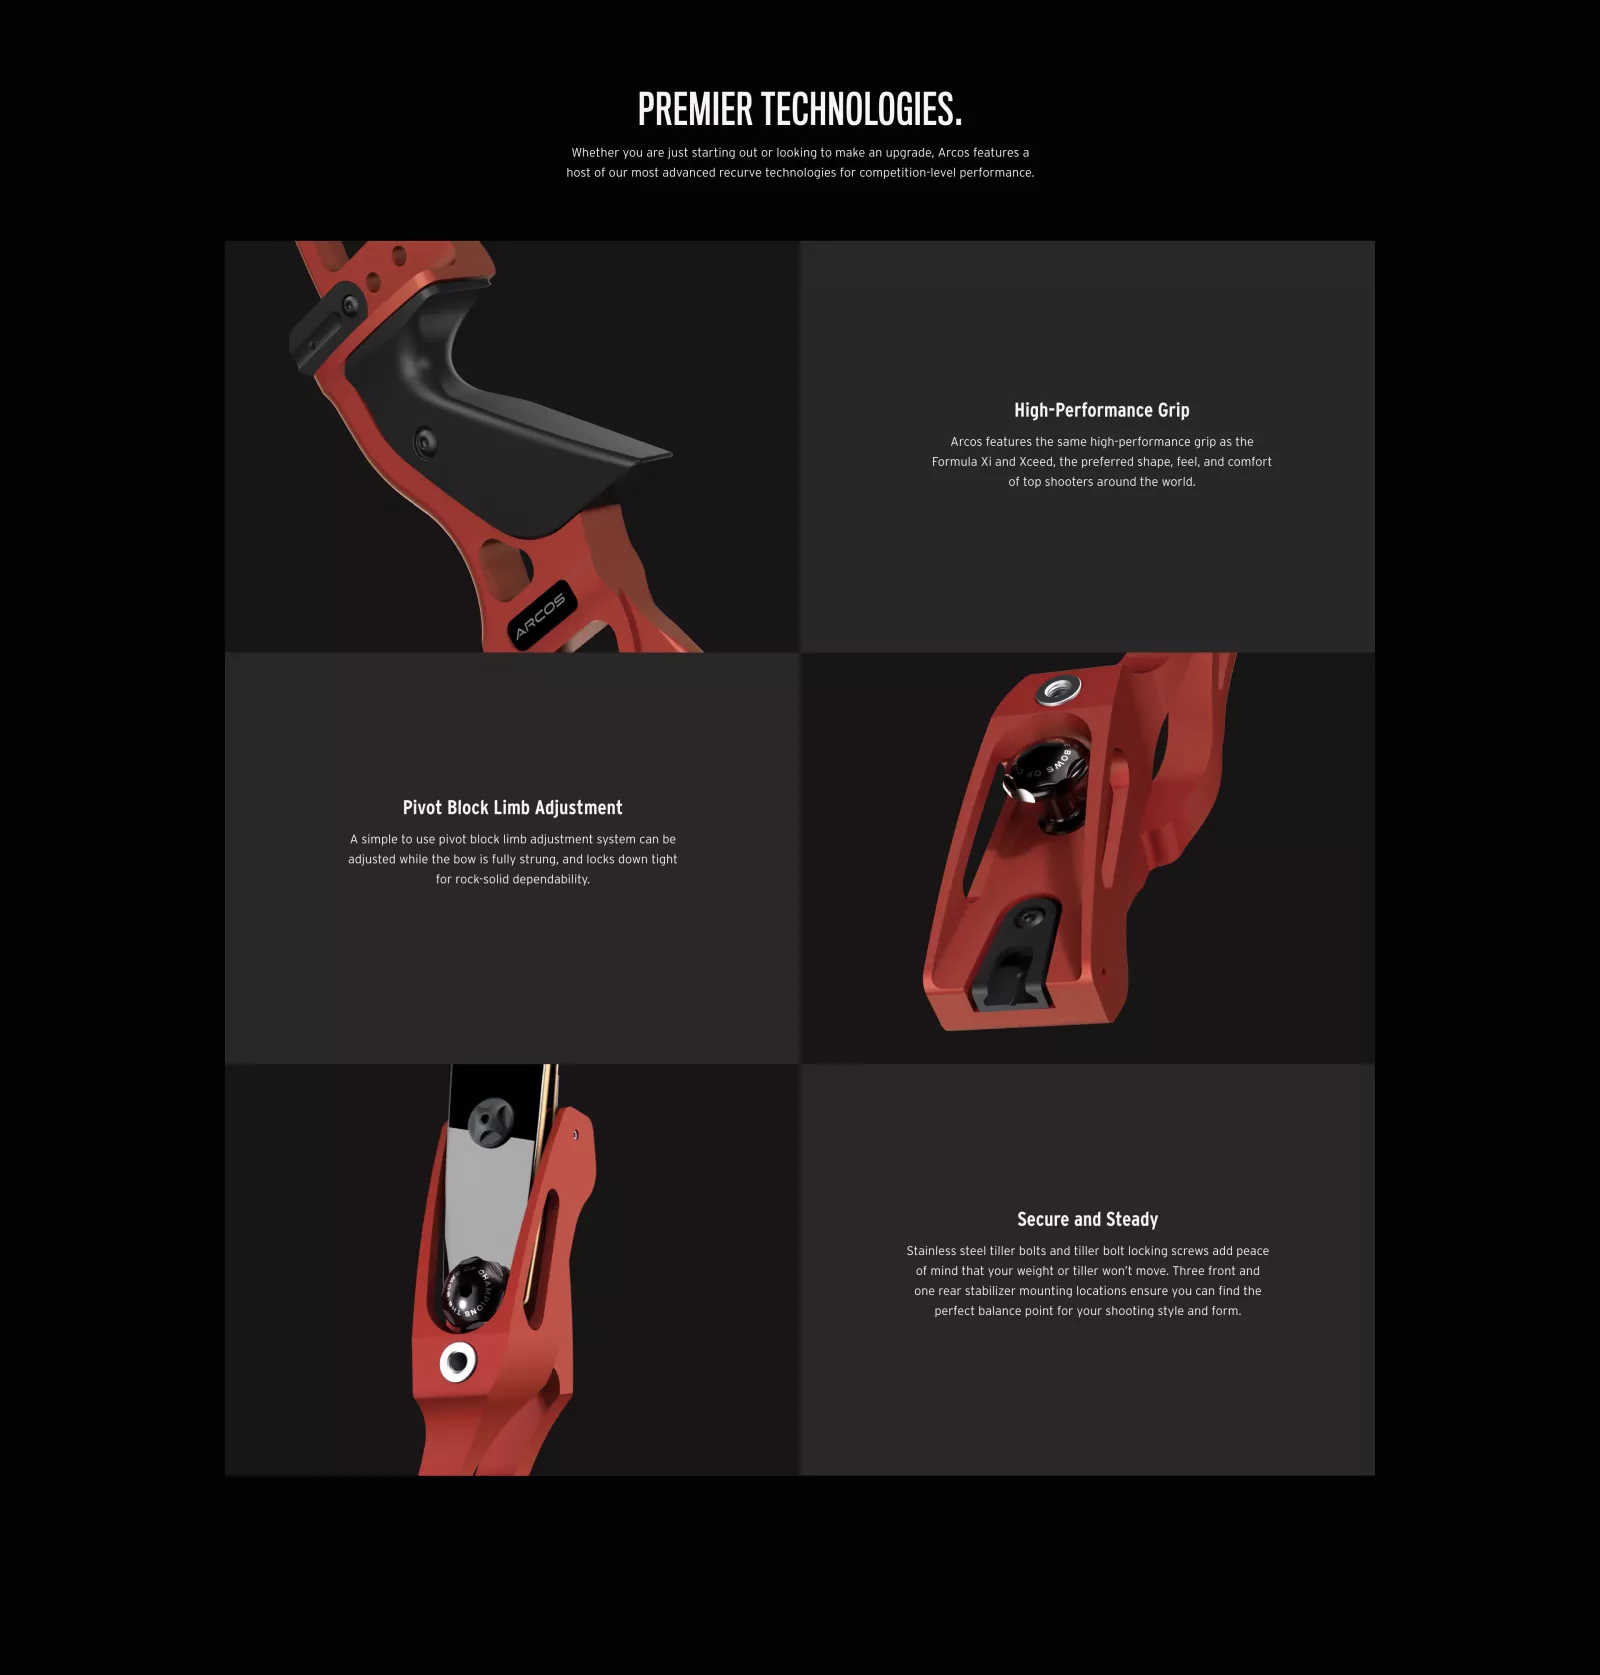 PREMIER TECHNOLOGIES.
Whether you are just starting out or looking to make an upgrade, Arcos features a
host of our most advanced recurve technologies for competition-level performance.
ARCOS
High-Performance Grip
Arcos features the same high-performance grip as the
Formula Xi and Xceed, the preferred shape, feel, and comfort
of top shooters around the world.
Pivot Block Limb Adjustment
A simple to use pivot block limb adjustment system can be
adjusted while the bow is fully strung, and locks down tight
for rock-solid dependability.
BOWS OF
OF CHAMPIONS THE
Secure and Steady
Stainless steel tiller bolts and tiller bolt locking screws add peace
of mind that your weight or tiller won't move. Three front and
one rear stabilizer mounting locations ensure you can find the
perfect balance point for your shooting style and form.